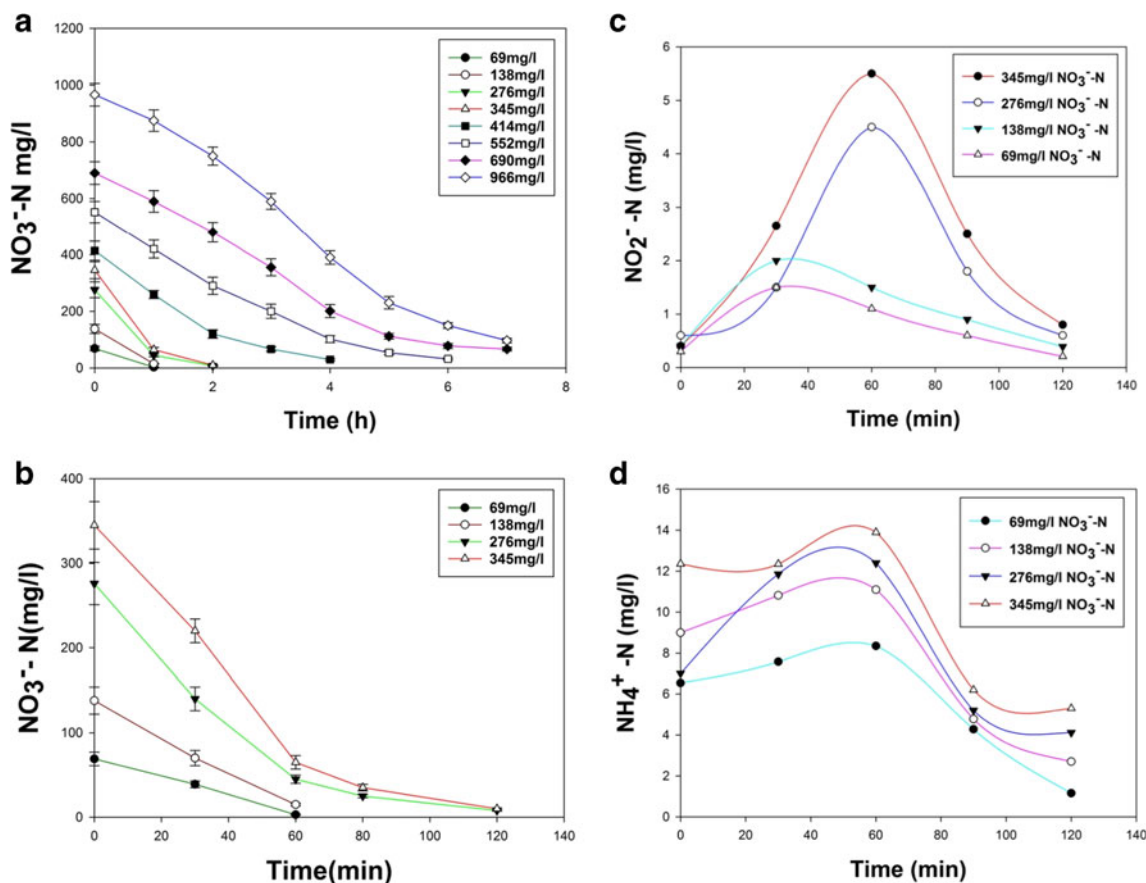 a
1200
1000
800
600
400
200
0
0 2 4 6 8
NO3⁻-N mg/l
Time (h)
69mg/l
138mg/l
276mg/l
345mg/l
414mg/l
552mg/l
690mg/l
966mg/l
c
6
5
4
3
2
1
0
0 20 40 60 80 100 120 140
NO2⁻ -N (mg/l)
Time (min)
345mg/l NO3⁻-N
276mg/l NO3⁻ -N
138mg/l NO3⁻ -N
69mg/l NO3⁻ -N
b
400
300
200
100
0
0 20 40 60 80 100 120 140
NO3⁻- N(mg/l)
Time(min)
69mg/l
138mg/l
276mg/l
345mg/l
d
16
14
12
10
8
6
4
2
0
0 20 40 60 80 100 120 140
NH4⁺ -N (mg/l)
Time (min)
69mg/l NO3⁻-N
138mg/l NO3⁻-N
276mg/l NO3⁻-N
345mg/l NO3⁻-N